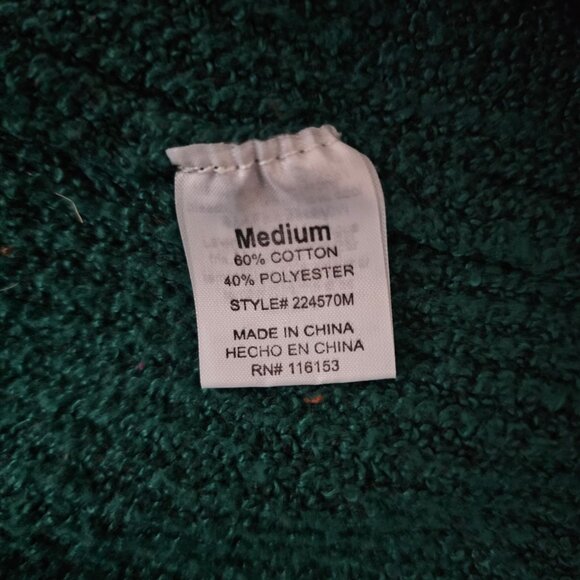 Medium
60% COTTON
40% POLYESTER
STYLE# 224570M
MADE IN CHINA
HECHO EN CHINA
RN# 116153